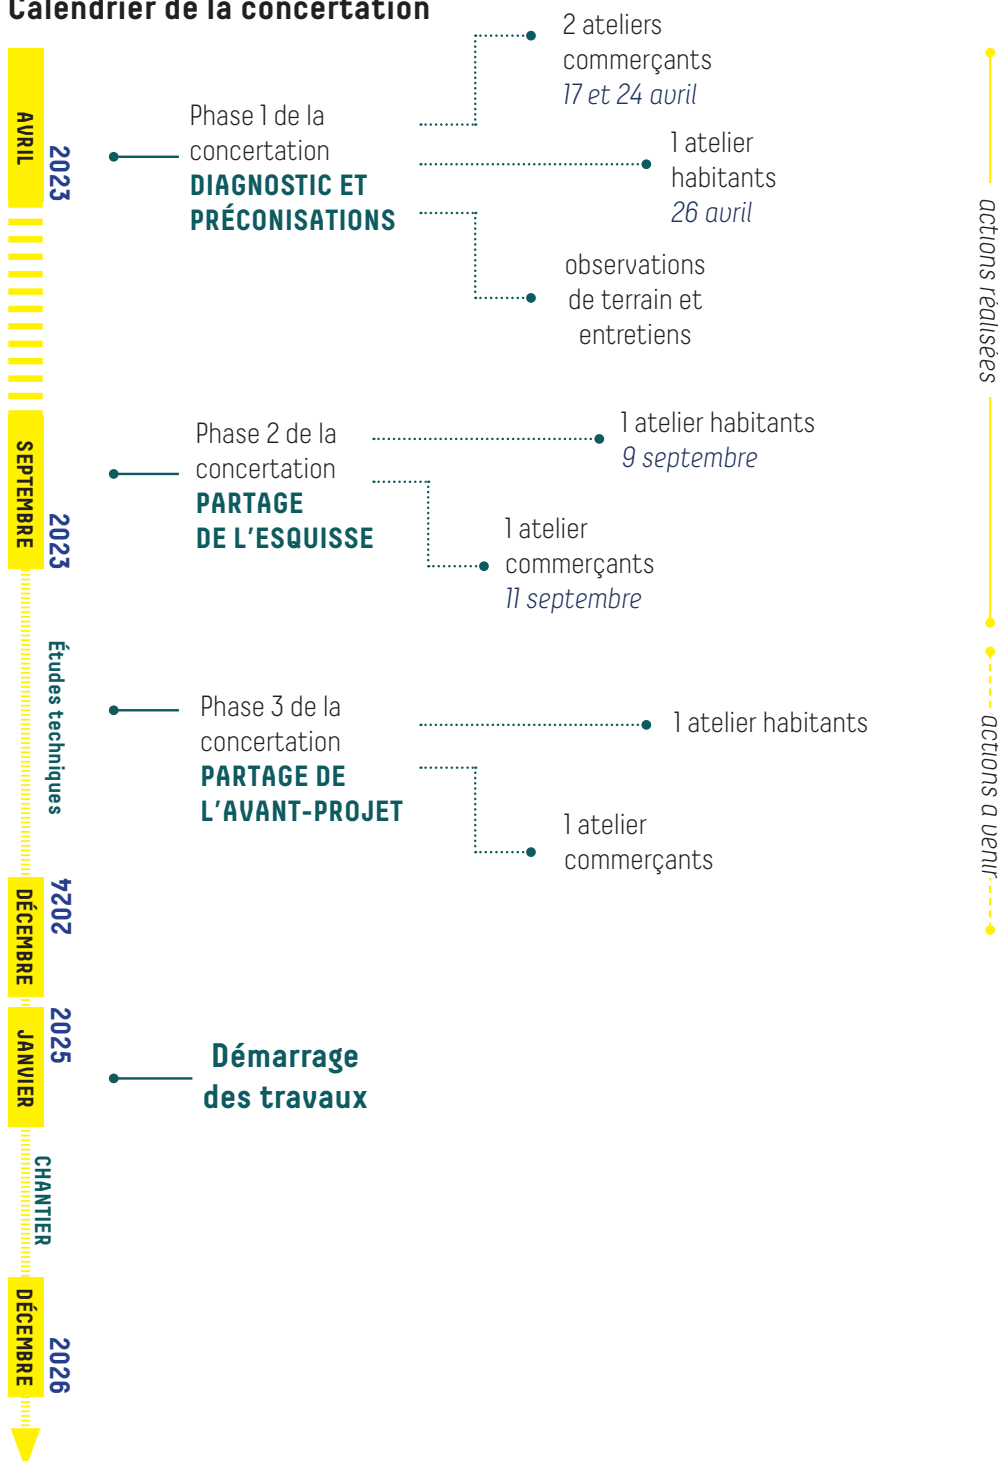 Calendrier de la concertation
AVRIL
2023
Phase 1 de la
concertation
DIAGNOSTIC ET
PRÉCONISATIONS
2 ateliers
commerçants
17 et 24 avril
1 atelier
habitants
26 avril
observations
de terrain et
entretiens
actions réalisées
SEPTEMBRE
2023
Phase 2 de la
concertation
PARTAGE
DE L'ESQUISSE
1 atelier habitants
9 septembre
1 atelier
commerçants
11 septembre
Études techniques
Phase 3 de la
concertation
PARTAGE DE
L'AVANT-PROJET
1 atelier habitants
1 atelier
commerçants
actions a venir
DÉCEMBRE
2024
JANVIER
2025
Démarrage
des travaux
CHANTIER
DÉCEMBRE
2026